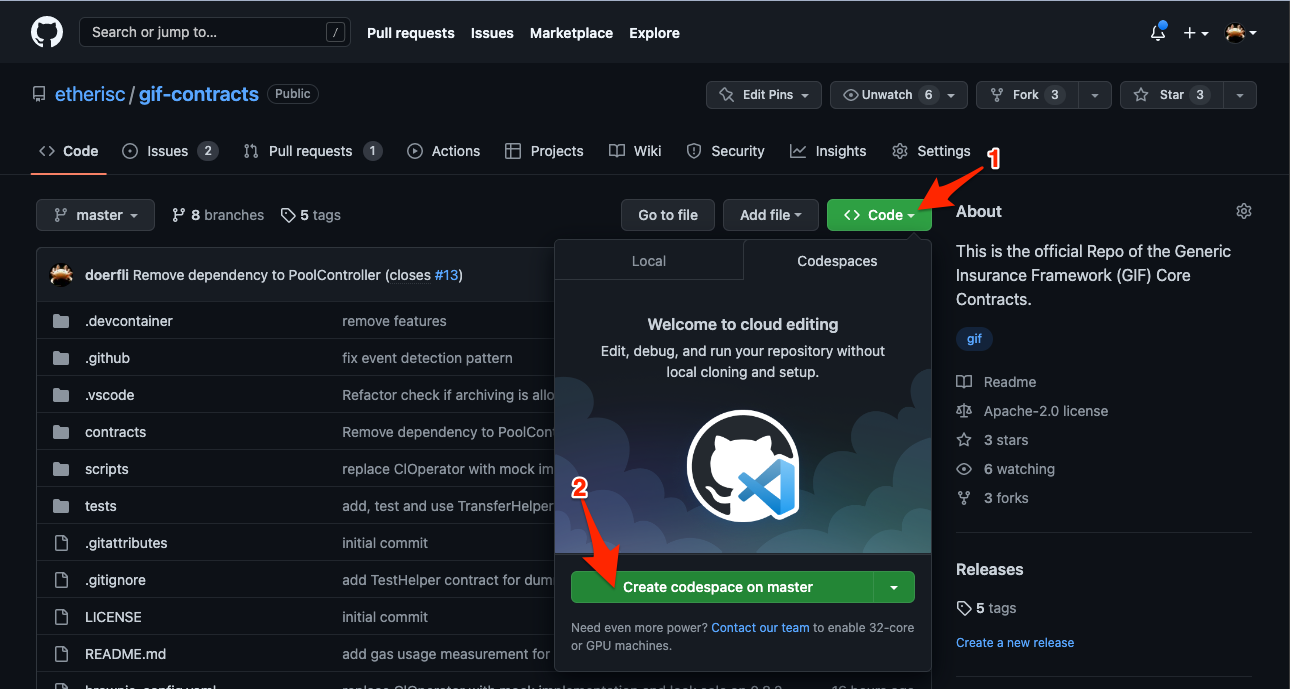 Search or jump to... /
Pull requests Issues Marketplace Explore
etherisc / gif-contracts Public
Edit Pins Unwatch 6 Fork 3 Star 3
Code Issues 2 Pull requests 1 Actions Projects Wiki Security Insights Settings
1
master 8 branches 5 tags
Go to file Add file Code
doerfli Remove dependency to PoolController (closes #13)
.devcontainer remove features
.github fix event detection pattern
.vscode Refactor check if archiving is allo
contracts Remove dependency to PoolCont
scripts replace ClOperator with mock im
tests add, test and use TransferHelper
.gitattributes initial commit
.gitignore add TestHelper contract for dum
LICENSE initial commit
README.md add gas usage measurement for
brownie-config.yaml
Local Codespaces
Welcome to cloud editing
Edit, debug, and run your repository without
local cloning and setup.
2
Create codespace on master
Need even more power? Contact our team to enable 32-core
or GPU machines.
About
This is the official Repo of the Generic
Insurance Framework (GIF) Core
Contracts.
gif
Readme
Apache-2.0 license
3 stars
6 watching
3 forks
Releases
5 tags
Create a new release